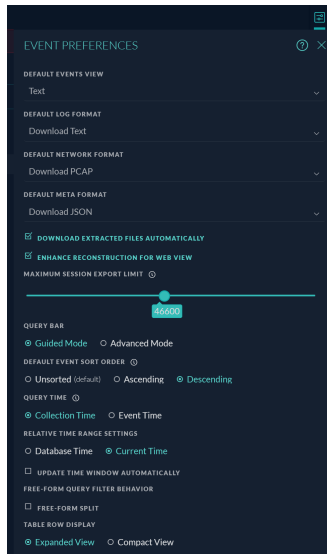 EVENT PREFERENCES
DEFAULT EVENTS VIEW
Text
DEFAULT LOG FORMAT
Download Text
DEFAULT NETWORK FORMAT
Download PCAP
DEFAULT META FORMAT
Download JSON
DOWNLOAD EXTRACTED FILES AUTOMATICALLY
ENHANCE RECONSTRUCTION FOR WEB VIEW
MAXIMUM SESSION EXPORT LIMIT
46600
QUERY BAR
Guided Mode Advanced Mode
DEFAULT EVENT SORT ORDER
Unsorted (default) Ascending Descending
QUERY TIME
Collection Time Event Time
RELATIVE TIME RANGE SETTINGS
Database Time Current Time
UPDATE TIME WINDOW AUTOMATICALLY
FREE-FORM QUERY FILTER BEHAVIOR
FREE-FORM SPLIT
TABLE ROW DISPLAY
Expanded View Compact View